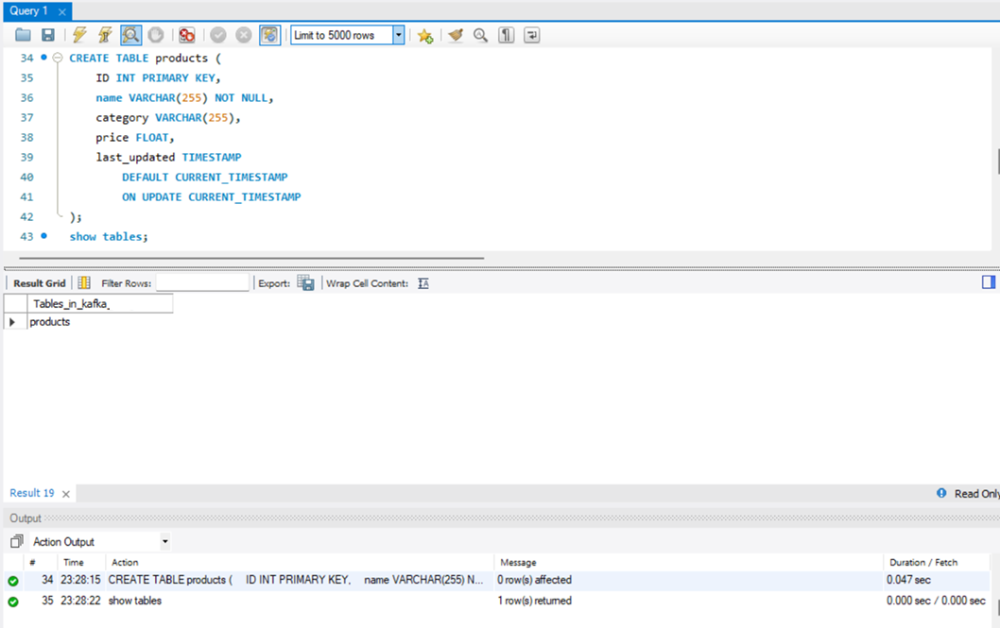 Query 1
Limit to 5000 rows
34 CREATE TABLE products (
35 ID INT PRIMARY KEY,
36 name VARCHAR(255) NOT NULL,
37 category VARCHAR(255),
38 price FLOAT,
39 last_updated TIMESTAMP
40 DEFAULT CURRENT_TIMESTAMP
41 ON UPDATE CURRENT_TIMESTAMP
42 );
43 show tables;
Result Grid Filter Rows: Export: Wrap Cell Content: IA
Tables_in_kafka_
products
Result 19 Read Only
Output
Action Output
# Time Action Message Duration / Fetch
34 23:28:15 CREATE TABLE products ( ID INT PRIMARY KEY, name VARCHAR(255) N... 0 row(s) affected 0.047 sec
35 23:28:22 show tables 1 row(s) returned 0.000 sec / 0.000 sec